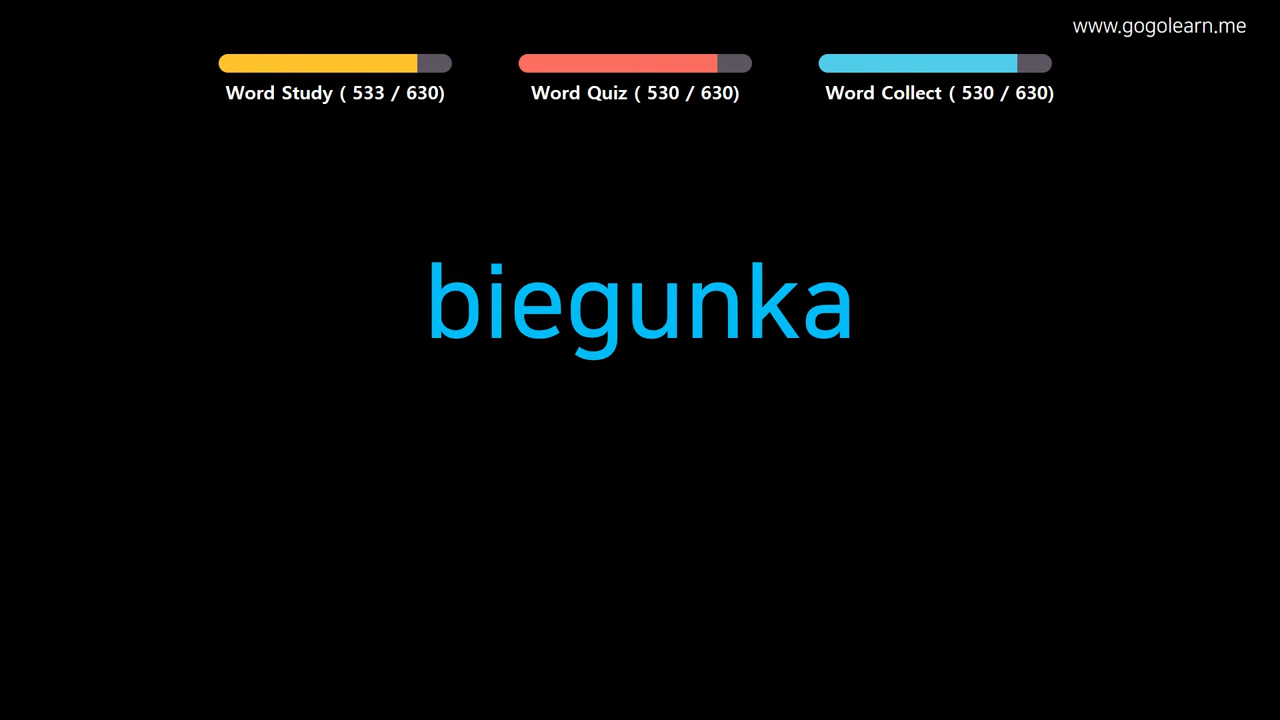 www.gogolearn.me
Word Study ( 533 / 630)
Word Quiz ( 530 / 630)
Word Collect ( 530 / 630)
biegunka